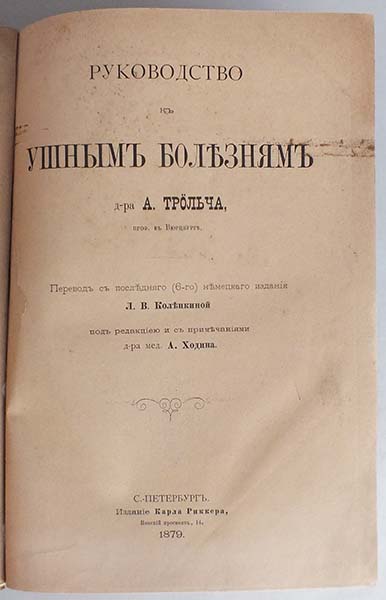 РУКОВОДСТВО
КЪ
УШНЫМЪ БОЛѢЗНЯМЪ
д-ра А. ТРЁЛЬЧА,
проф. въ Вюрцбургѣ.
Переводъ съ послѣдняго (6-го) нѣмецкаго изданія
Л. В. Колѣпкиной
подъ редакціею и съ примѣчаніями
д-ра мед. А. Ходина.
С.-ПЕТЕРБУРГЪ.
Изданіе Карла Риккера,
Невскій проспектъ, 14.
1879.